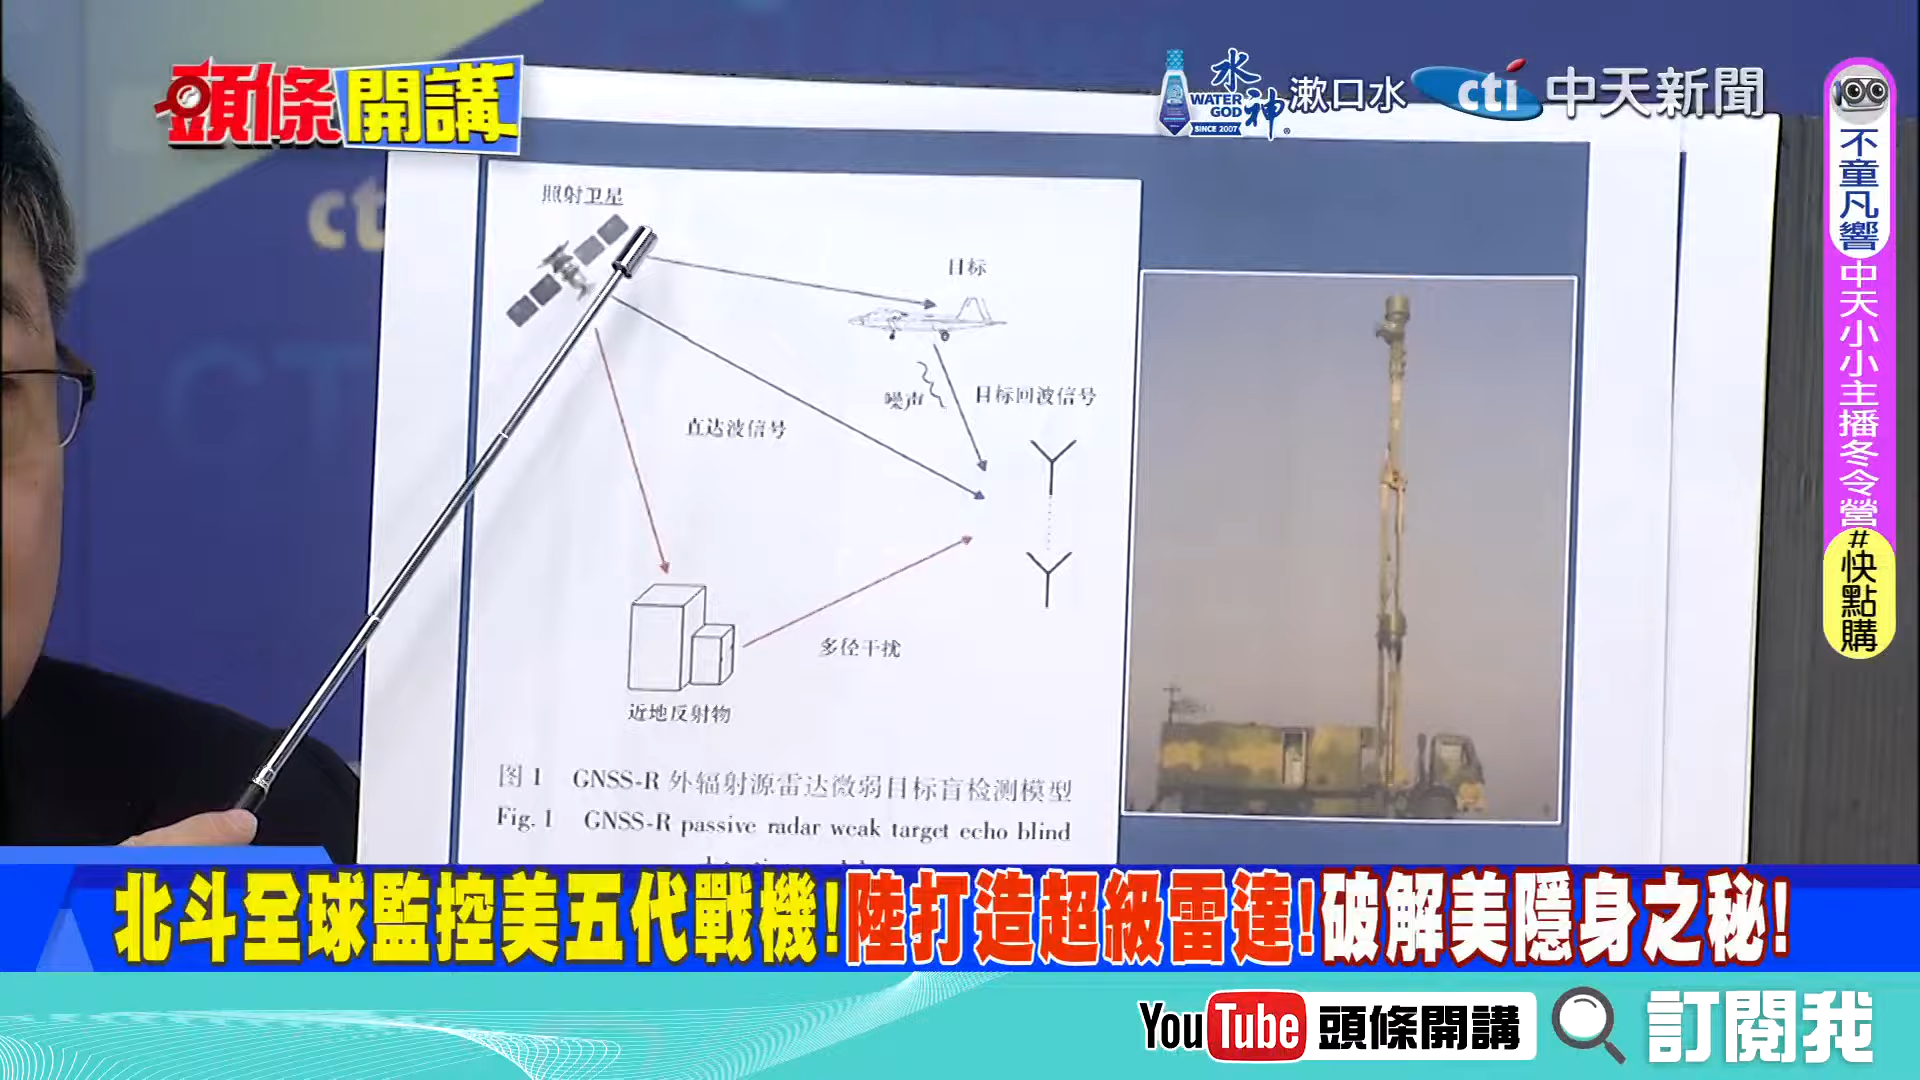 頭條開講
WATER GOD
SINCE 2007
水神
漱口水
cti 中天新聞
不童凡響
中天小小主播冬令營
#快點購
ct
照射卫星
目标
噪声
目标回波信号
直达波信号
多径干扰
近地反射物
图 1 GNSS-R 外辐射源雷达微弱目标盲检测模型
Fig. 1 GNSS-R passive radar weak target echo blind
北斗全球監控美五代戰機!陸打造超級雷達!破解美隱身之秘!
YouTube 頭條開講
訂閱我